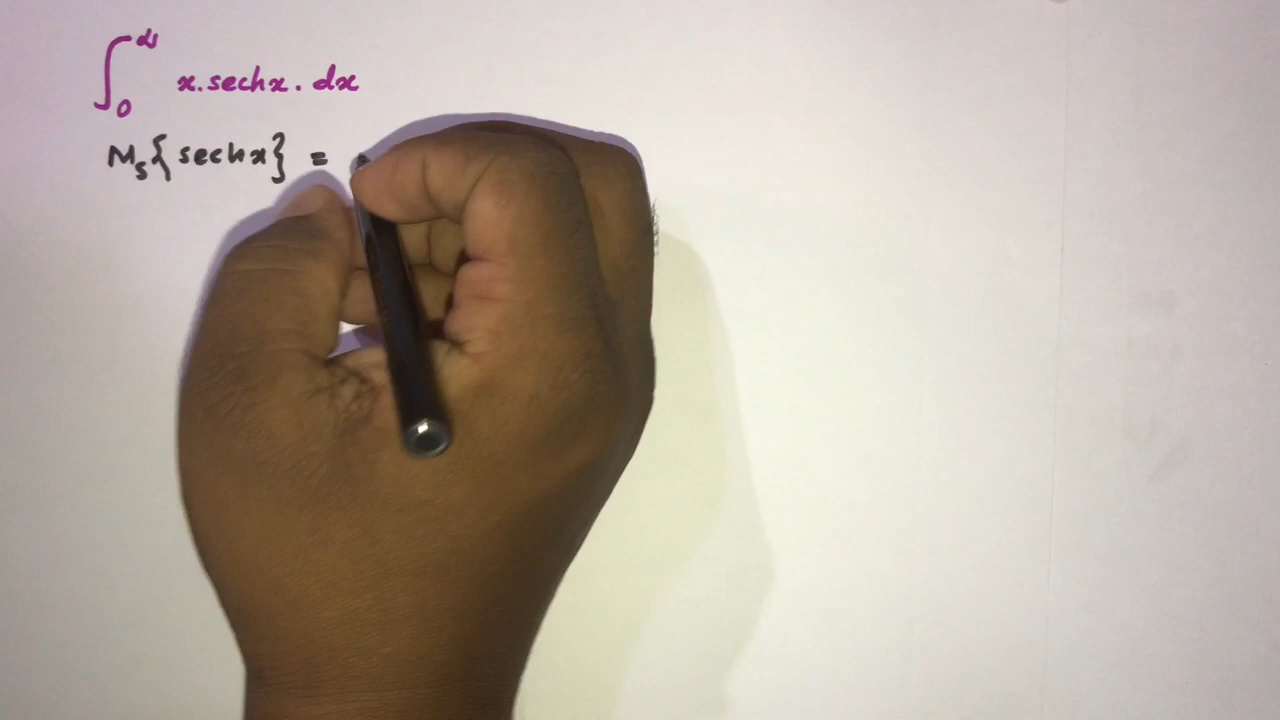 ∫₀^∞ x.sechx.dx
Mₛ{sechx} =